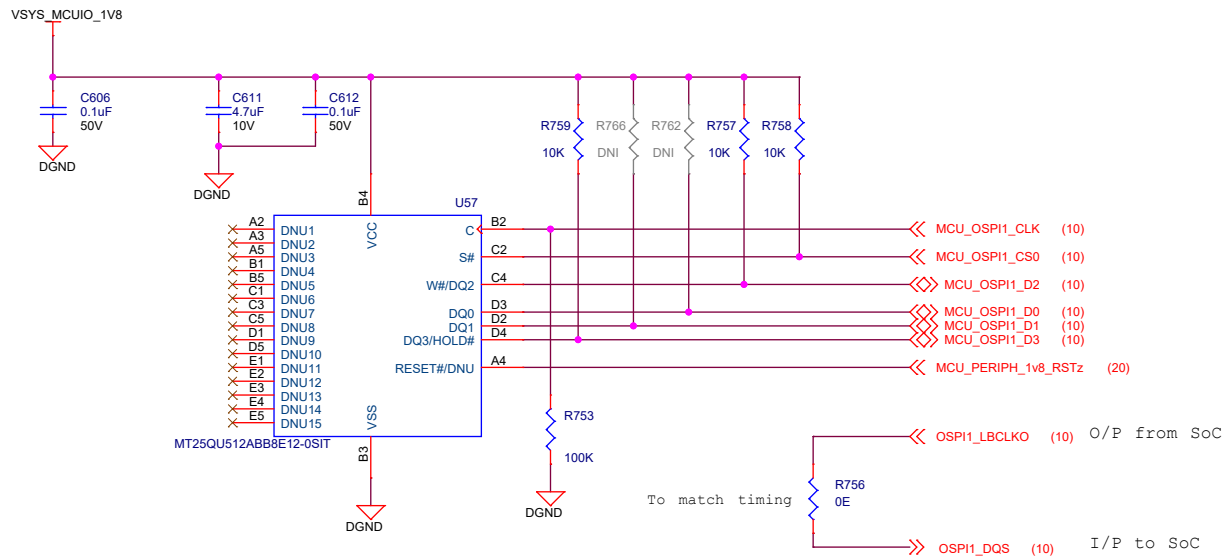 VSYS_MCUIO_1V8
C606
0.1uF
50V
C611
4.7uF
10V
C612
0.1uF
50V
R759
10K
R766
DNI
R762
DNI
R757
10K
R758
10K
DGND
DGND
U57
B4
VCC
A2 DNU1
A3 DNU2
A5 DNU3
B1 DNU4
B5 DNU5
C1 DNU6
C3 DNU7
C5 DNU8
D1 DNU9
D5 DNU10
E1 DNU11
E2 DNU12
E3 DNU13
E4 DNU14
E5 DNU15
C B2 MCU_OSPI1_CLK (10)
S# C2 MCU_OSPI1_CS0 (10)
W#/DQ2 C4 MCU_OSPI1_D2 (10)
DQ0 D3 MCU_OSPI1_D0 (10)
DQ1 D2 MCU_OSPI1_D1 (10)
DQ3/HOLD# D4 MCU_OSPI1_D3 (10)
RESET#/DNU A4 MCU_PERIPH_1v8_RSTz (20)
VSS
B3
MT25QU512ABB8E12-0SIT
DGND
R753
100K
DGND
OSPI1_LBCLKO (10) O/P from SoC
R756
0E
To match timing
OSPI1_DQS (10) I/P to SoC